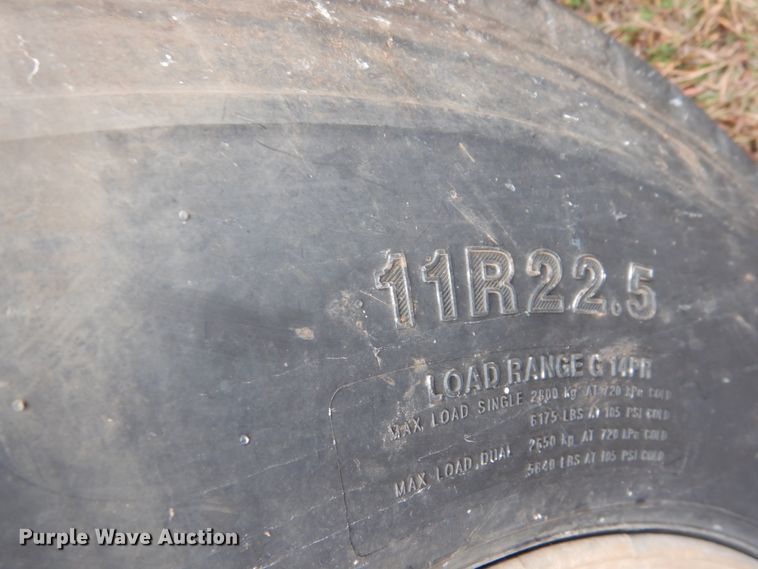 11R22.5
LOAD RANGE G 14PR
MAX. LOAD SINGLE 2800 kg AT 720 kPa COLD
6175 LBS AT 105 PSI COLD
MAX LOAD DUAL 2650 kg AT 720 kPa COLD
5840 LBS AT 105 PSI COLD
Purple Wave Auction®